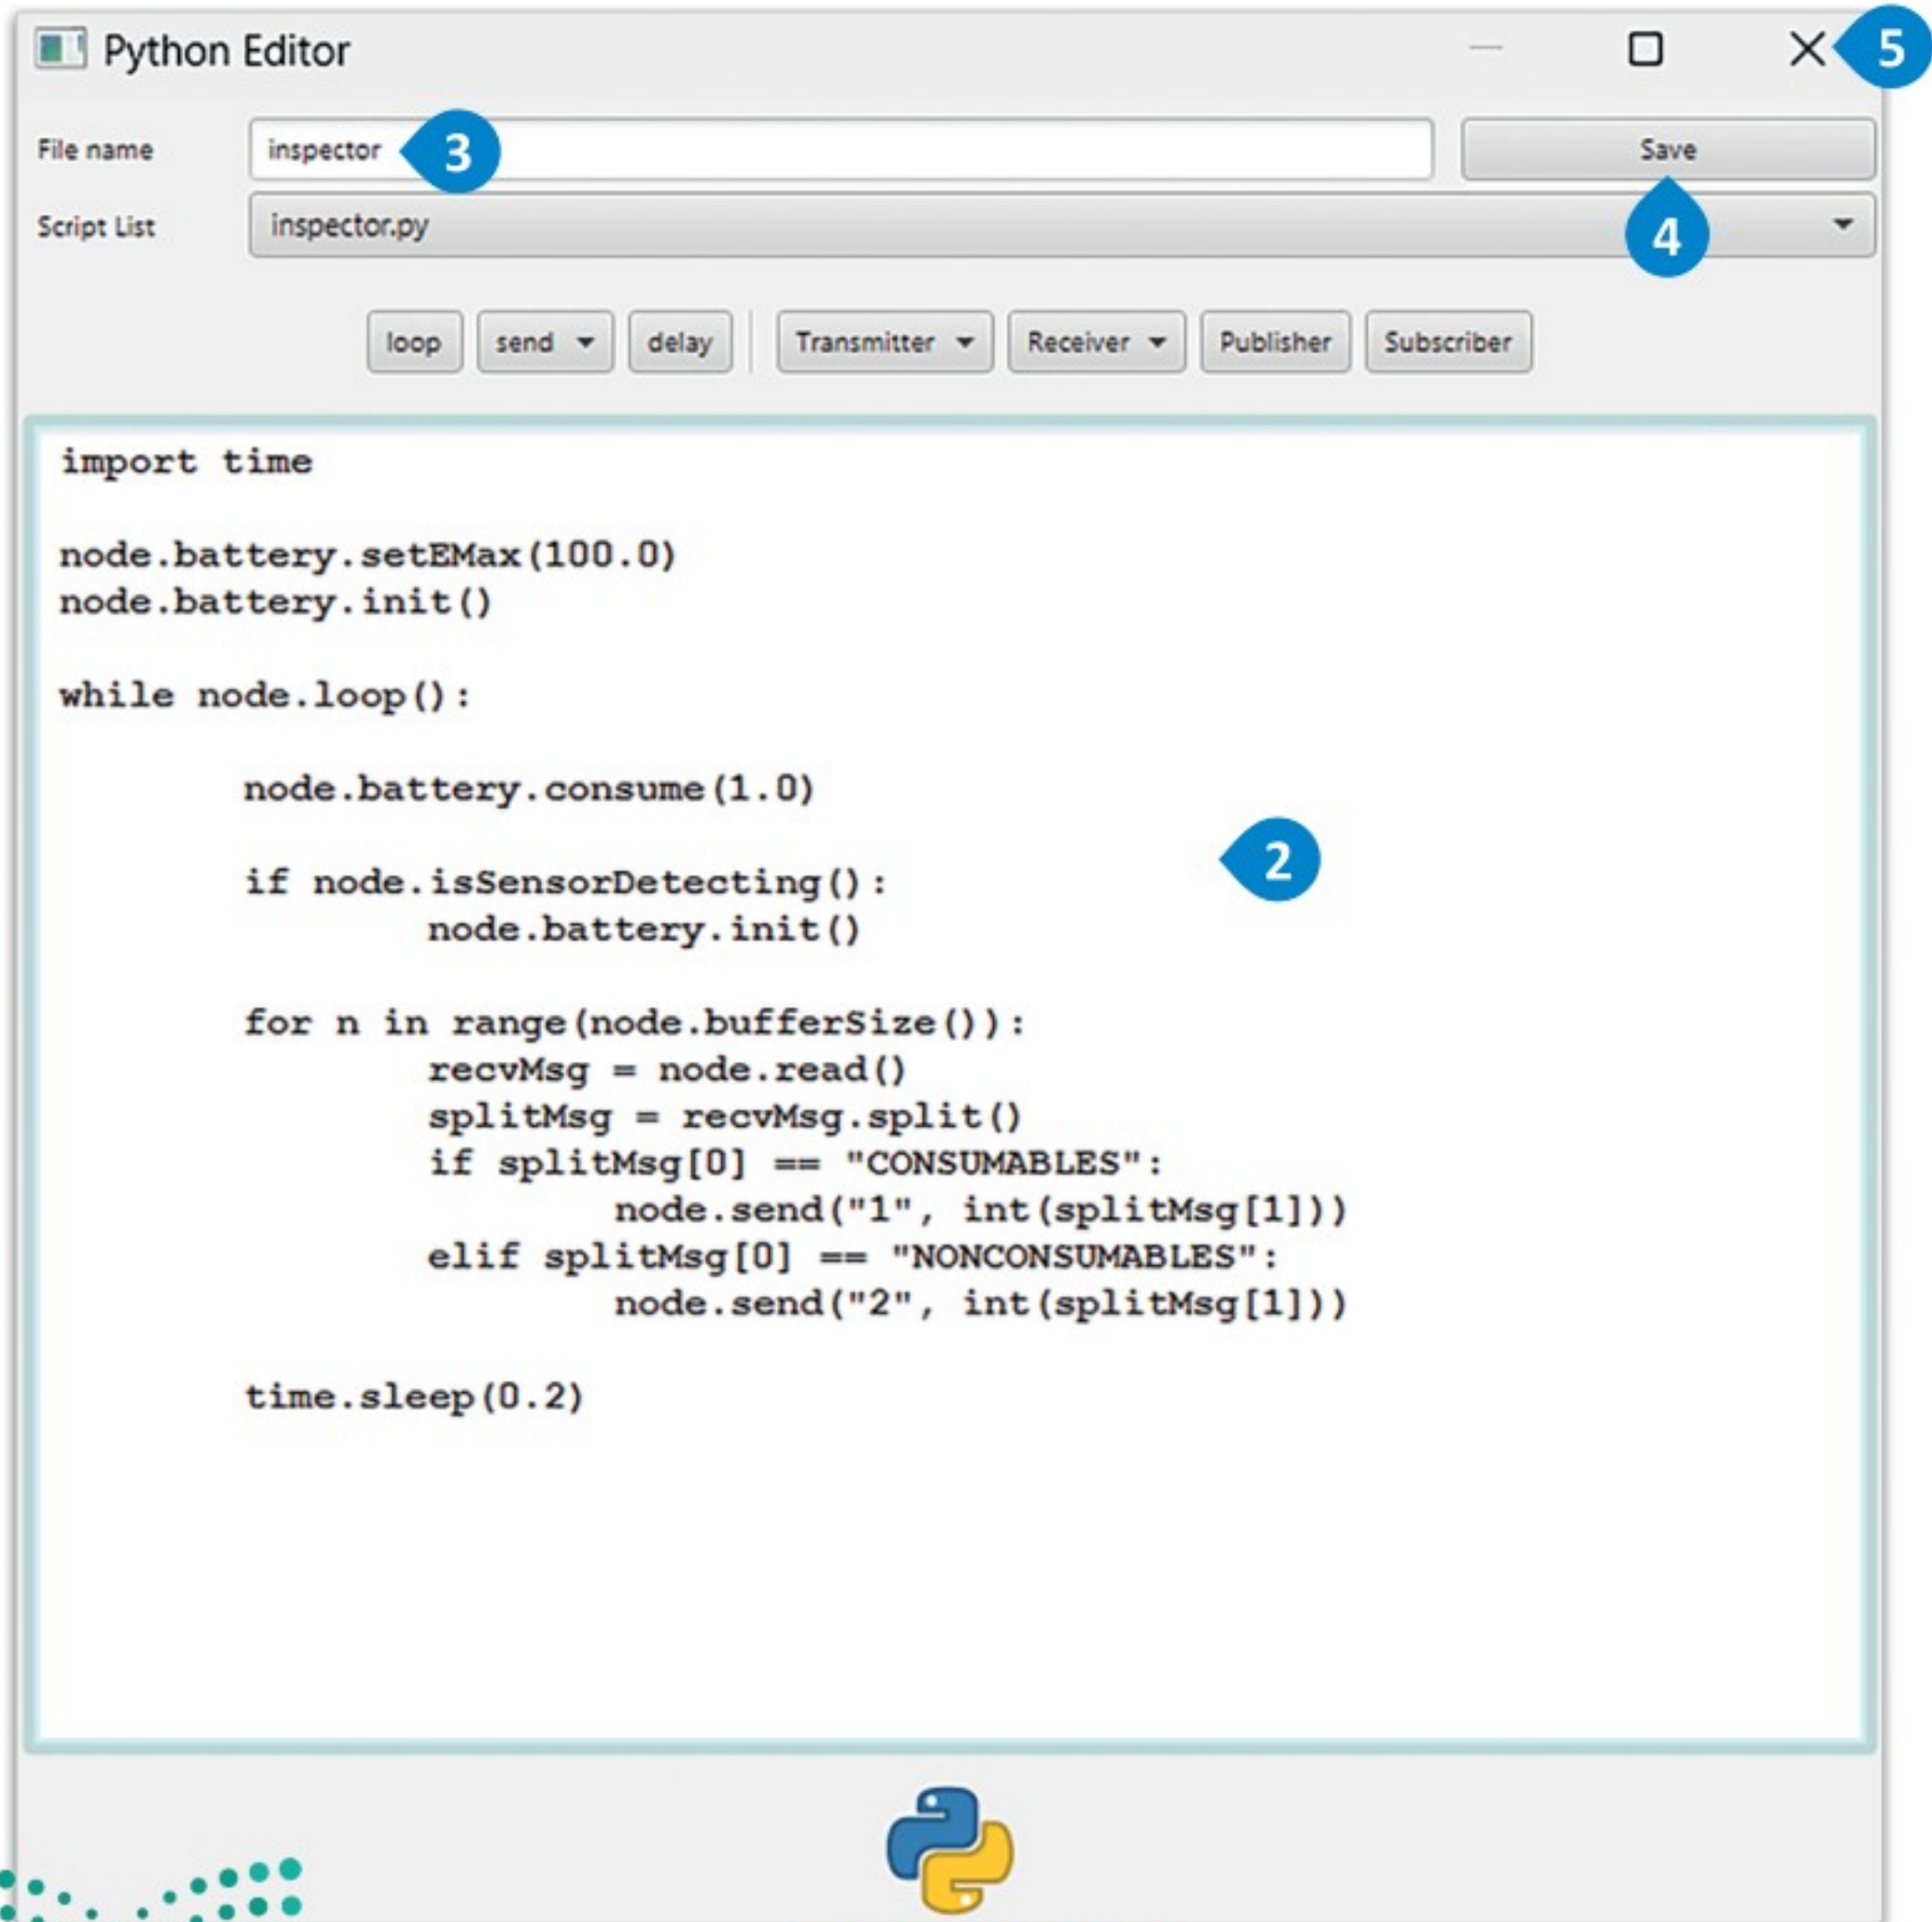 Python Editor
5
File name
inspector
3
Save
Script List
inspector.py
4
loop
send
delay
Transmitter
Receiver
Publisher
Subscriber
import time
node.battery.setEMax(100.0)
node.battery.init()
while node.loop():
node.battery.consume(1.0)
2
if node.isSensorDetecting():
node.battery.init()
for n in range(node.bufferSize()):
recvMsg = node.read()
splitMsg = recvMsg.split()
if splitMsg[0] == "CONSUMABLES":
node.send("1", int(splitMsg[1]))
elif splitMsg[0] == "NONCONSUMABLES":
node.send("2", int(splitMsg[1]))
time.sleep(0.2)